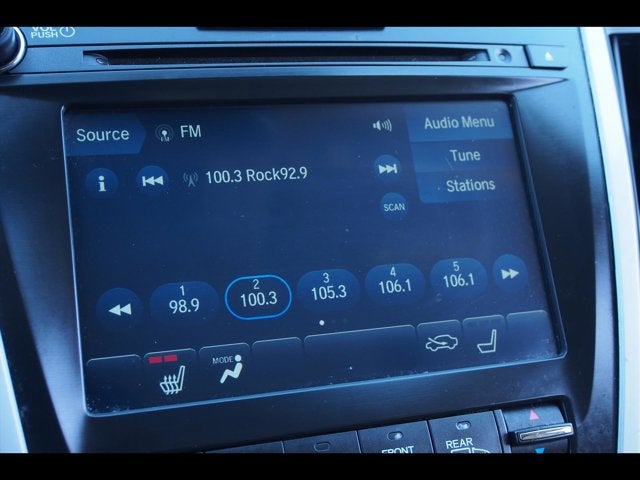 VOL
PUSH
Source FM Audio Menu
Tune
i 100.3 Rock92.9
Stations
SCAN
1 2 3 4 5
98.9 100.3 105.3 106.1 106.1
MODE
FRONT REAR